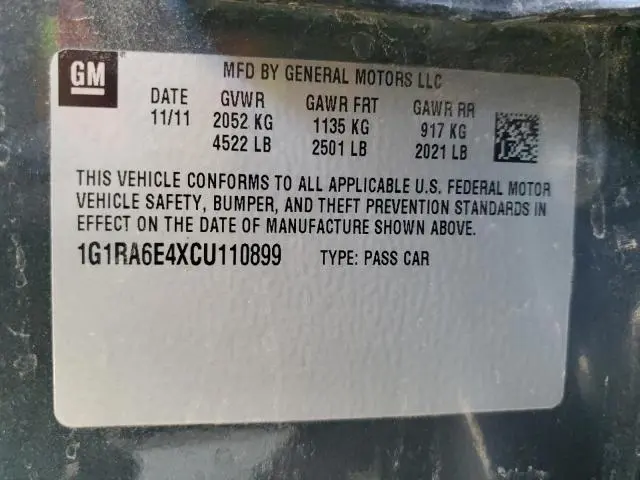 GM
MFD BY GENERAL MOTORS LLC
DATE GVWR GAWR FRT GAWR RR
11/11 2052 KG 1135 KG 917 KG
4522 LB 2501 LB 2021 LB
THIS VEHICLE CONFORMS TO ALL APPLICABLE U.S. FEDERAL MOTOR
VEHICLE SAFETY, BUMPER, AND THEFT PREVENTION STANDARDS IN
EFFECT ON THE DATE OF MANUFACTURE SHOWN ABOVE.
1G1RA6E4XCU110899 TYPE: PASS CAR